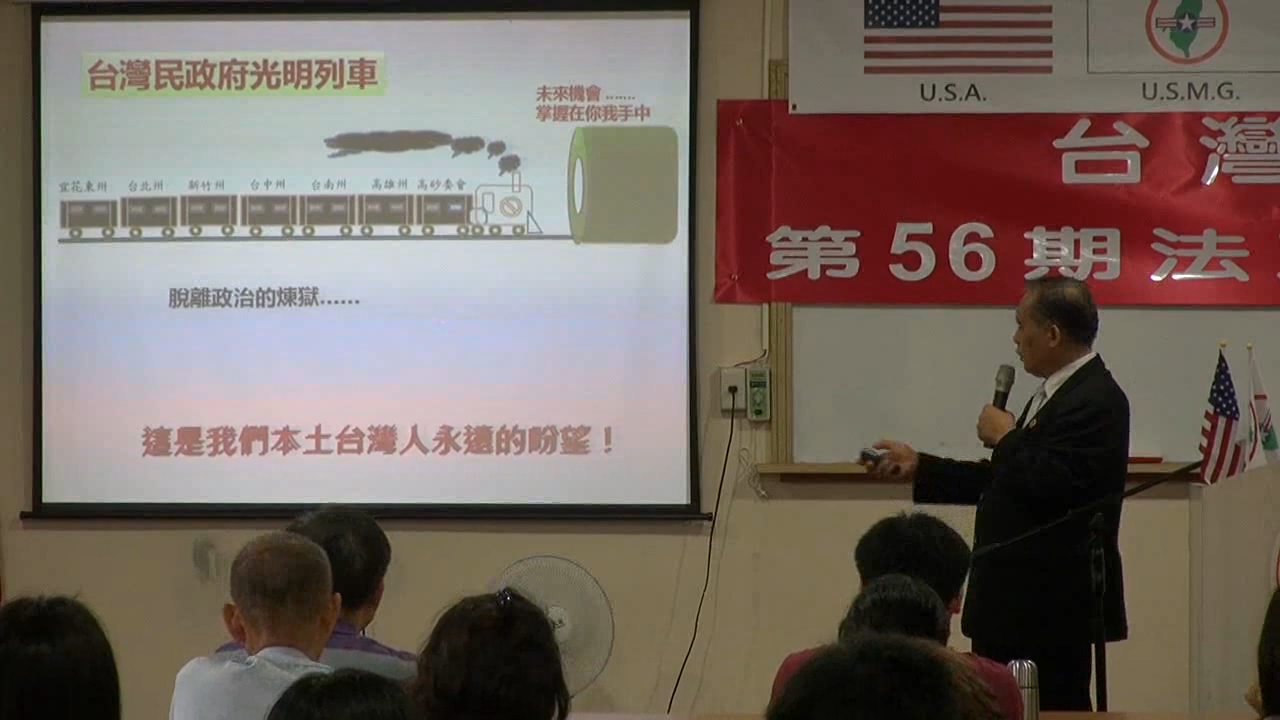 台灣民政府光明列車
未來機會......
掌握在你我手中
宜花東州 台北州 新竹州 台中州 台南州 高雄州 高砂委會
脫離政治的煉獄......
這是我們本土台灣人永遠的盼望！
U.S.A.
U.S.M.G.
台灣
第56期法